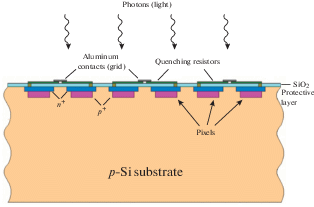 Photons (light)
Aluminum
contacts (grid)
Quenching resistors
SiO2
Protective
layer
n+
p+
Pixels
p-Si substrate